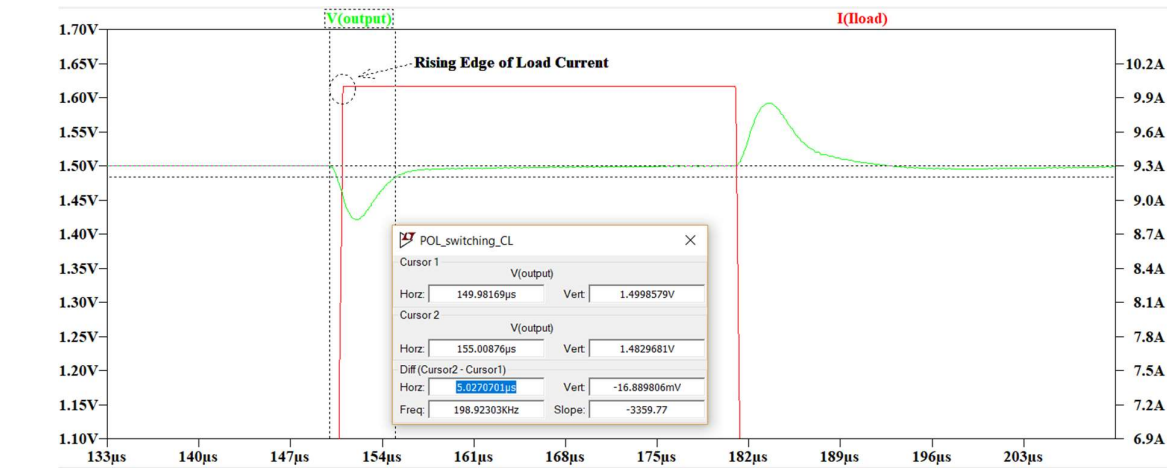 V(output) I(Iload)
1.70V
1.65V
1.60V
1.55V
1.50V
1.45V
1.40V
1.35V
1.30V
1.25V
1.20V
1.15V
1.10V
Rising Edge of Load Current
10.2A
9.9A
9.6A
9.3A
9.0A
8.7A
8.4A
8.1A
7.8A
7.5A
7.2A
6.9A
POL_switching_CL
Cursor 1
V(output)
Horz: 149.98169µs Vert: 1.4998579V
Cursor 2
V(output)
Horz: 155.00876µs Vert: 1.4829681V
Diff (Cursor2 - Cursor1)
Horz: 5.0270701µs Vert: -16.889806mV
Freq: 198.92303KHz Slope: -3359.77
133µs 140µs 147µs 154µs 161µs 168µs 175µs 182µs 189µs 196µs 203µs